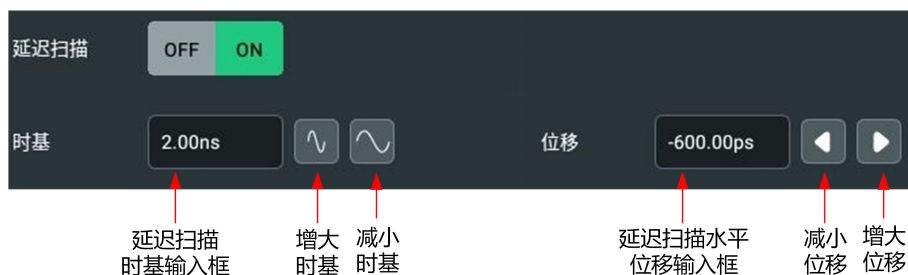 延迟扫描 OFF ON
时基 2.00ns 位移 -600.00ps
延迟扫描 增大 减小 延迟扫描水平 减小 增大
时基输入框 时基 时基 位移输入框 位移 位移